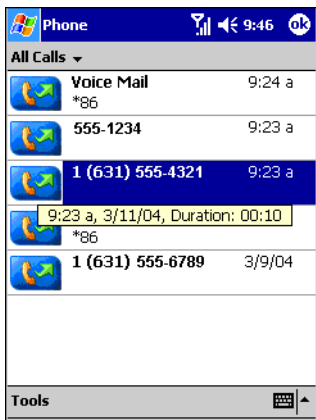 Phone 9:46 ok
All Calls
Voice Mail 9:24 a
*86
555-1234 9:23 a
1 (631) 555-4321 9:23 a
9:23 a, 3/11/04, Duration: 00:10
*86
1 (631) 555-6789 3/9/04
Tools